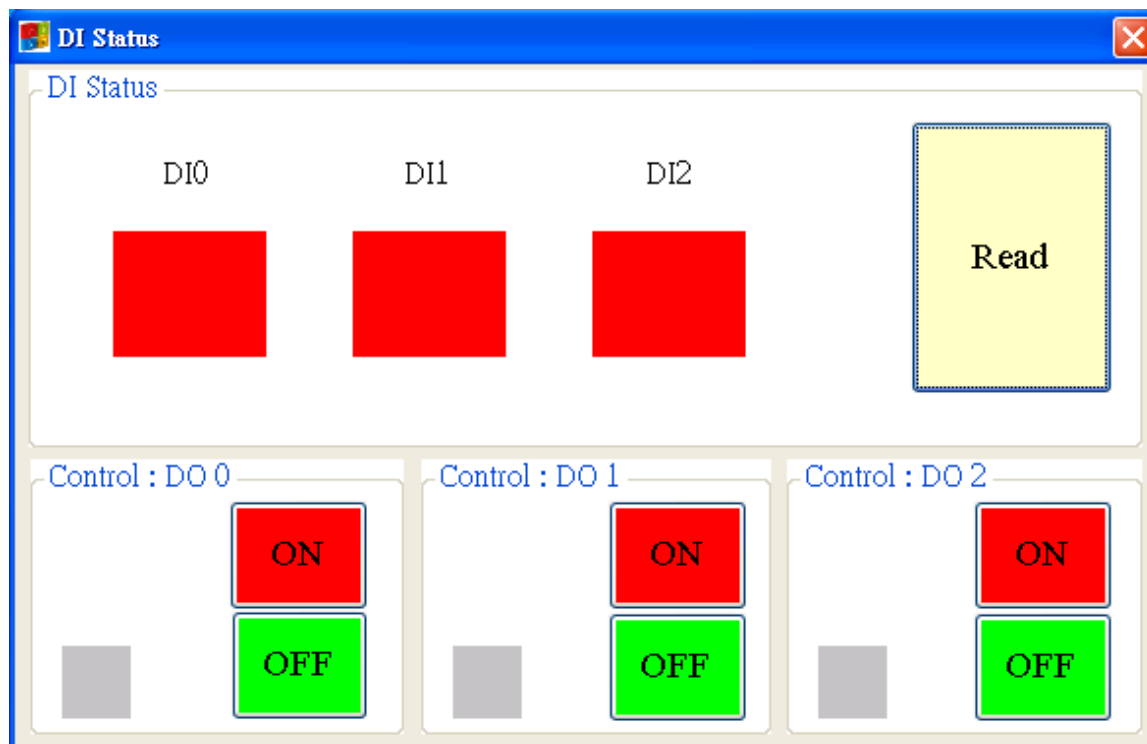 DI Status
DI Status
DI0 DI1 DI2
Read
Control : DO 0 Control : DO 1 Control : DO 2
ON ON ON
OFF OFF OFF